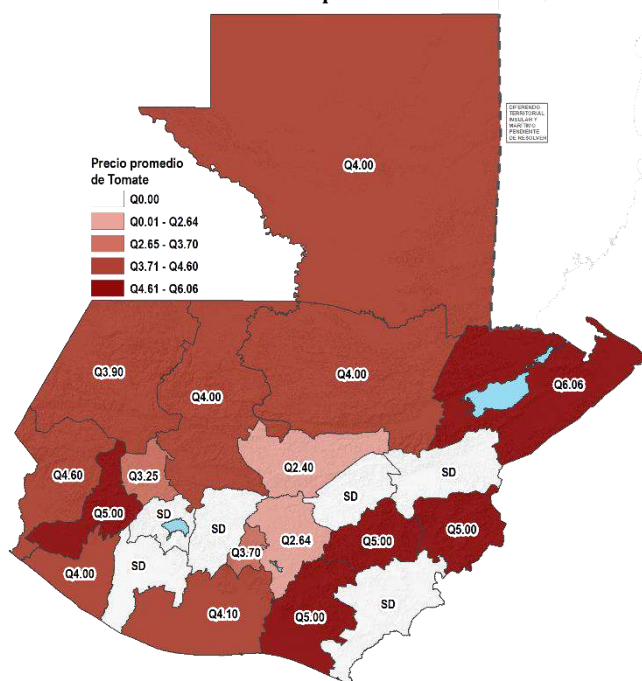 DIFERENDO
TERRITORIAL
INSULAR Y
MARÍTIMO
PENDIENTE
DE RESOLVER
Q4.00
Precio promedio
de Tomate
Q0.00
Q0.01 - Q2.64
Q2.65 - Q3.70
Q3.71 - Q4.60
Q4.61 - Q6.06
Q3.90
Q4.00
Q4.00
Q6.06
Q4.60
Q3.25
Q2.40
SD
SD
Q5.00
SD
SD
Q2.64
Q5.00
Q5.00
Q3.70
Q4.00
SD
Q4.10
Q5.00
SD